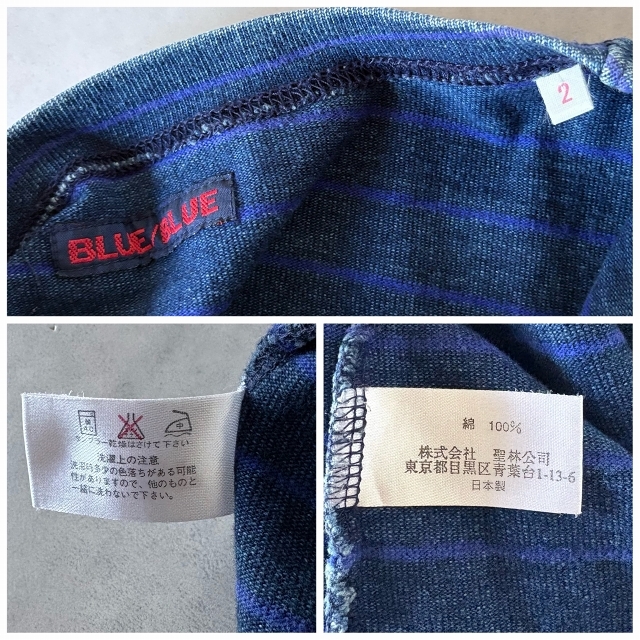 2
BLUE/BLUE
弱
40
中
タンブラー乾燥はさけて下さい
洗濯上の注意
洗濯時多少の色落ちがある可能
性がありますので、他のものと
一緒に洗わないで下さい。
綿 100%
株式会社 聖林公司
東京都目黒区青葉台1-13-6
日本製